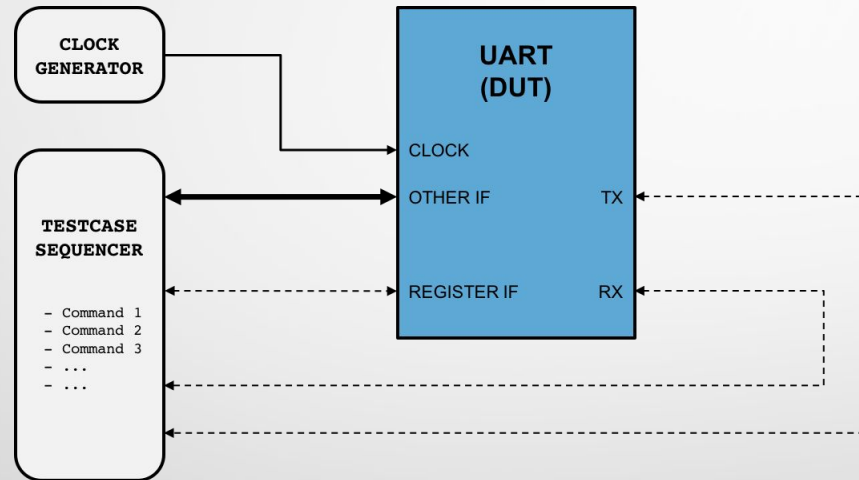 CLOCK
GENERATOR
UART
(DUT)
CLOCK
OTHER IF
TX
REGISTER IF
RX
TESTCASE
SEQUENCER
- Command 1
- Command 2
- Command 3
- ...
- ...